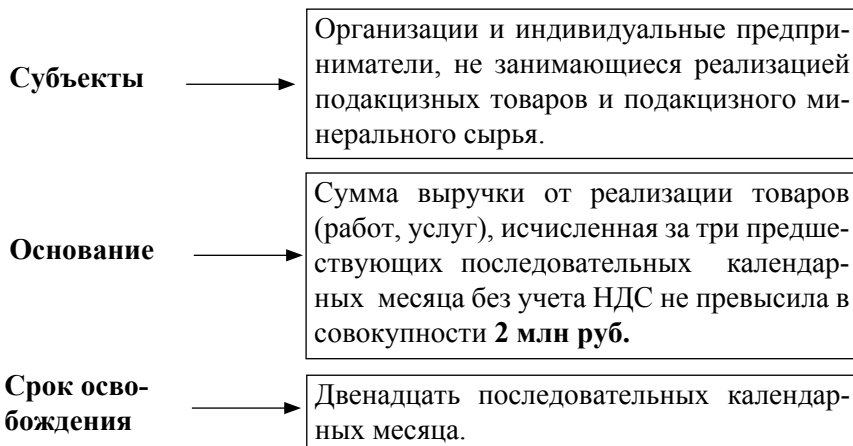 Субъекты
Организации и индивидуальные предпри-
ниматели, не занимающиеся реализацией
подакцизных товаров и подакцизного ми-
нерального сырья.
Основание
Сумма выручки от реализации товаров
(работ, услуг), исчисленная за три предше-
ствующих последовательных календар-
ных месяца без учета НДС не превысила в
совокупности 2 млн руб.
Срок осво-
бождения
Двенадцать последовательных календар-
ных месяца.